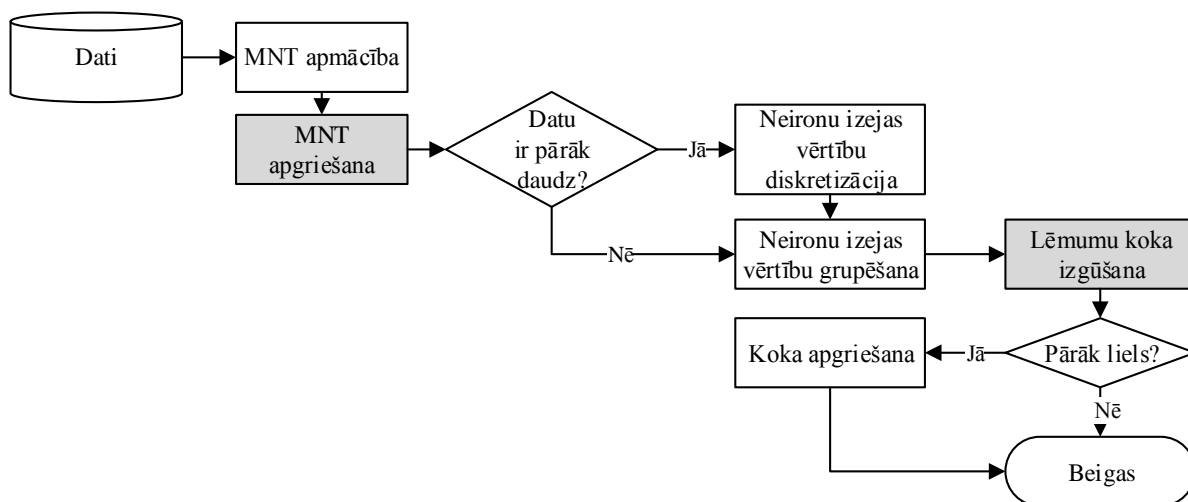 Dati
MNT apmācība
MNT
apgriešana
Datu
ir pārāk
daudz?
Jā
Neironu izejas
vērtību
diskretizācija
Nē
Neironu izejas
vērtību grupēšana
Lēmumu koka
izgūšana
Pārāk liels?
Jā
Koka apgriešana
Nē
Beigas